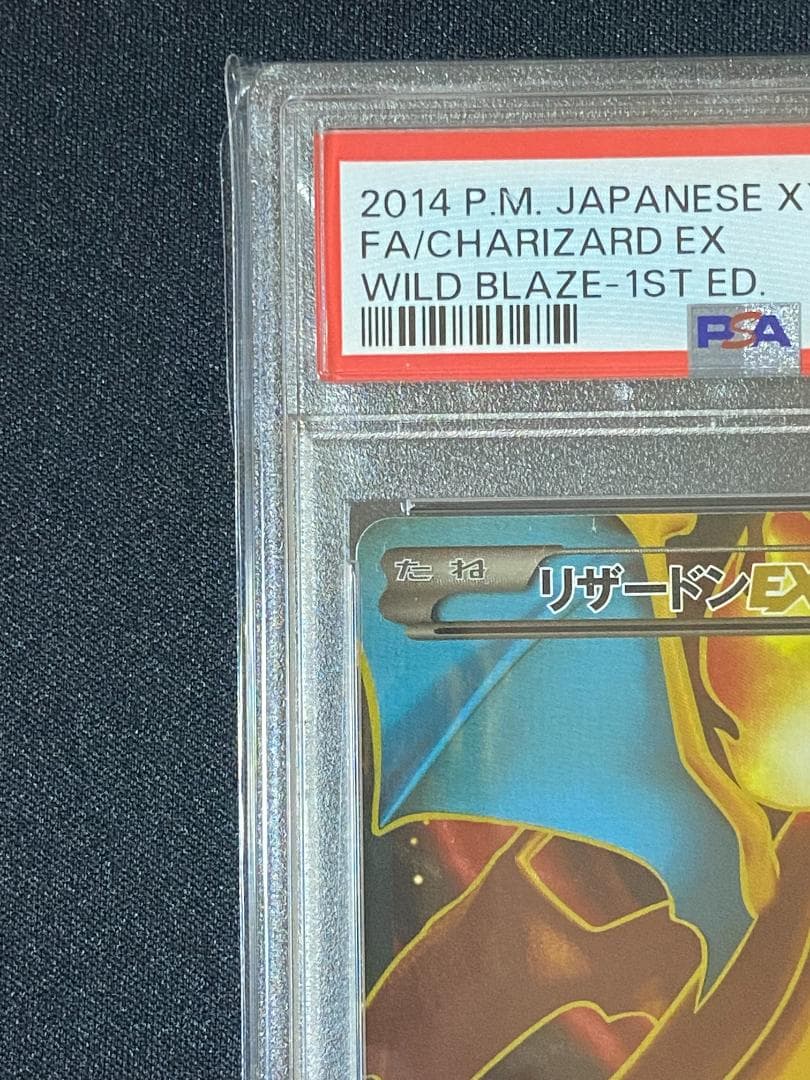 2014 P.M. JAPANESE XY
FA/CHARIZARD EX
WILD BLAZE-1ST ED.
PSA
たね
リザードンEX